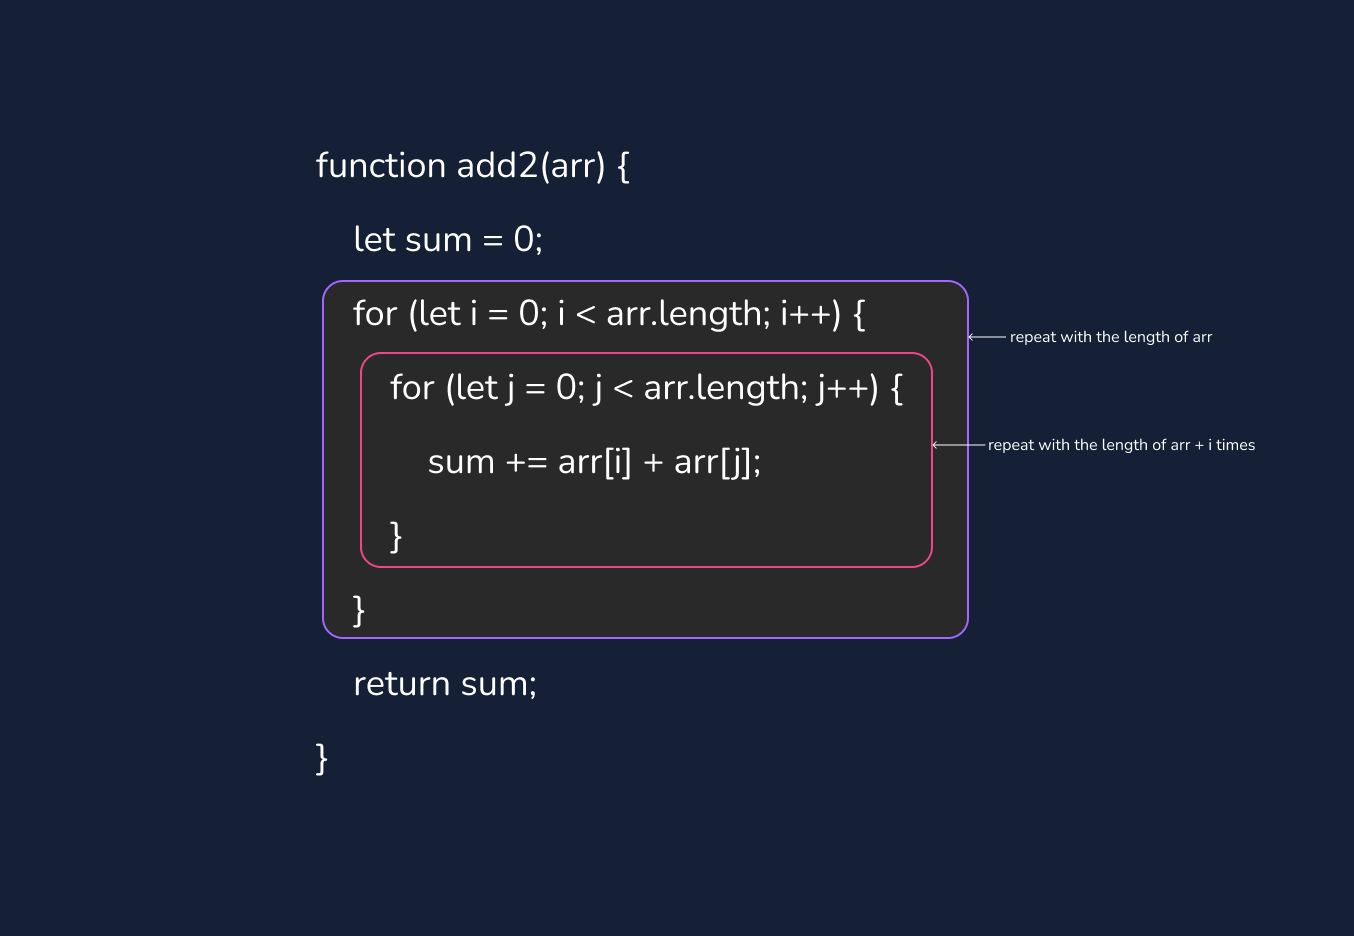 function add2(arr) {
let sum = 0;
for (let i = 0; i < arr.length; i++) {
repeat with the length of arr
for (let j = 0; j < arr.length; j++) {
repeat with the length of arr + i times
sum += arr[i] + arr[j];
}
}
return sum;
}